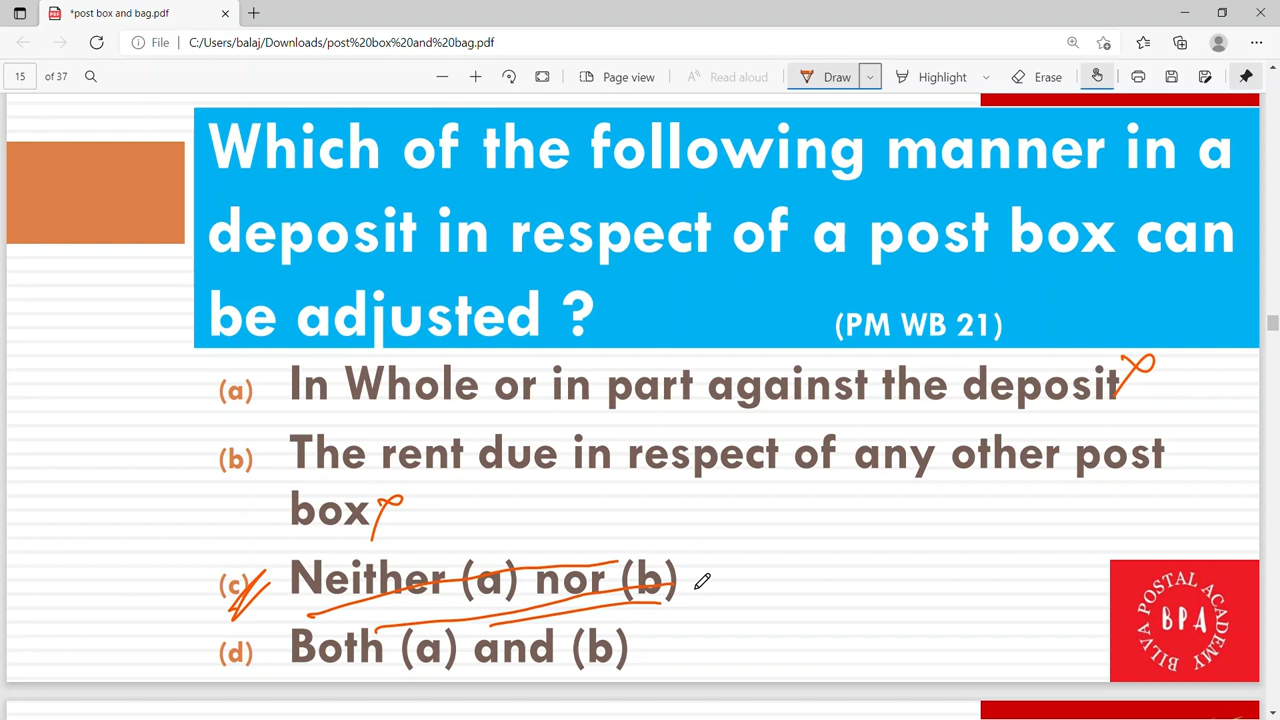 *post box and bag.pdf
File C:/Users/balaj/Downloads/post%20box%20and%20bag.pdf
15 of 37 Page view Read aloud Draw Highlight Erase
Which of the following manner in a
deposit in respect of a post box can
be adjusted ? (PM WB 21)
(a) In Whole or in part against the deposit
(b) The rent due in respect of any other post
box
(c) Neither (a) nor (b)
(d) Both (a) and (b)
BILVA POSTAL ACADEMY
BPA